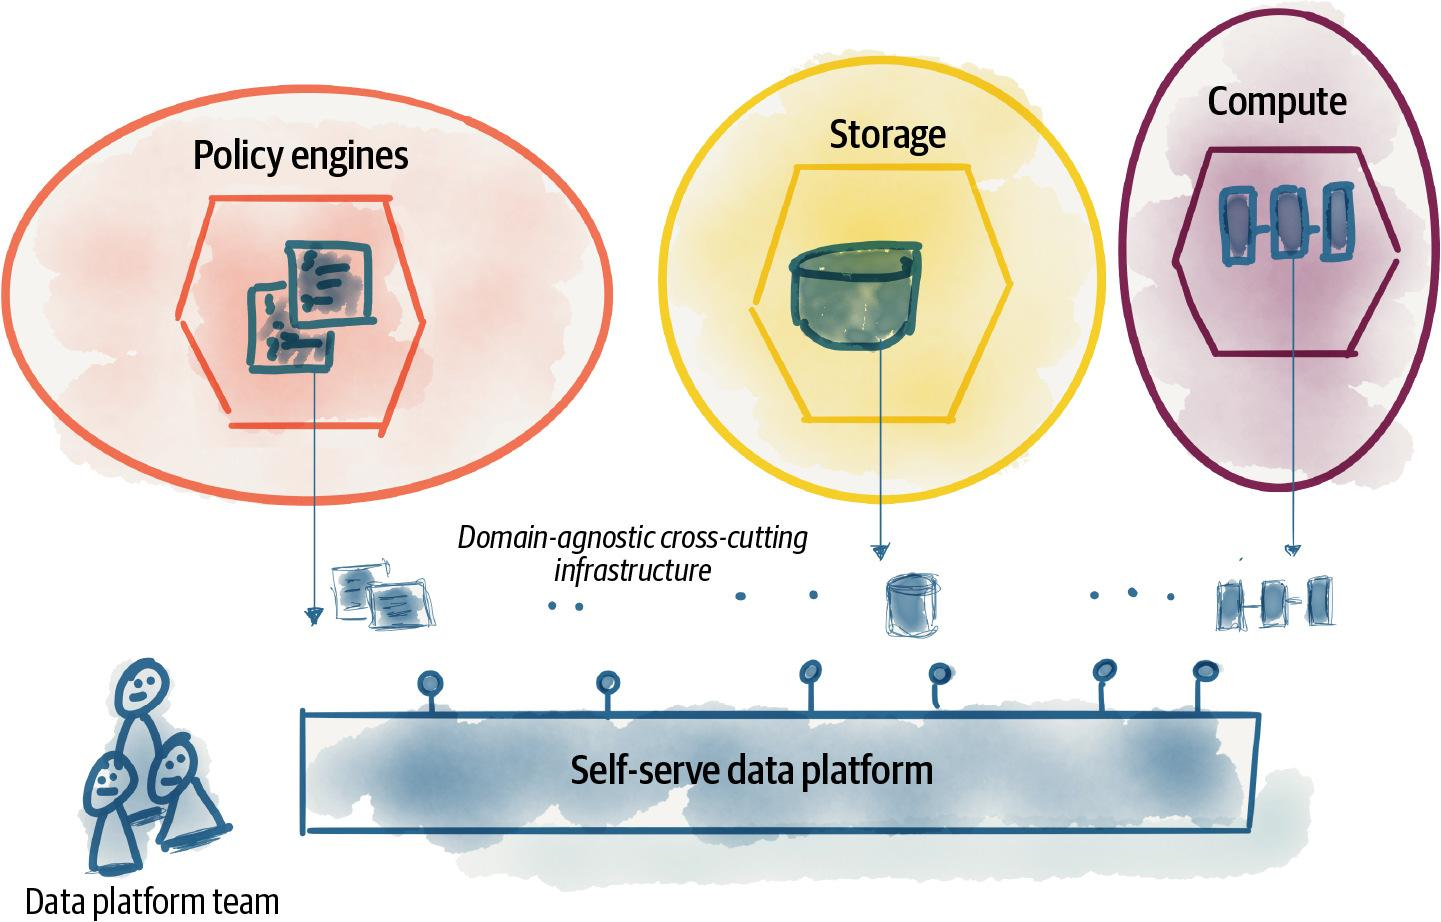 Policy engines
Storage
Compute
Domain-agnostic cross-cutting
infrastructure
Self-serve data platform
Data platform team